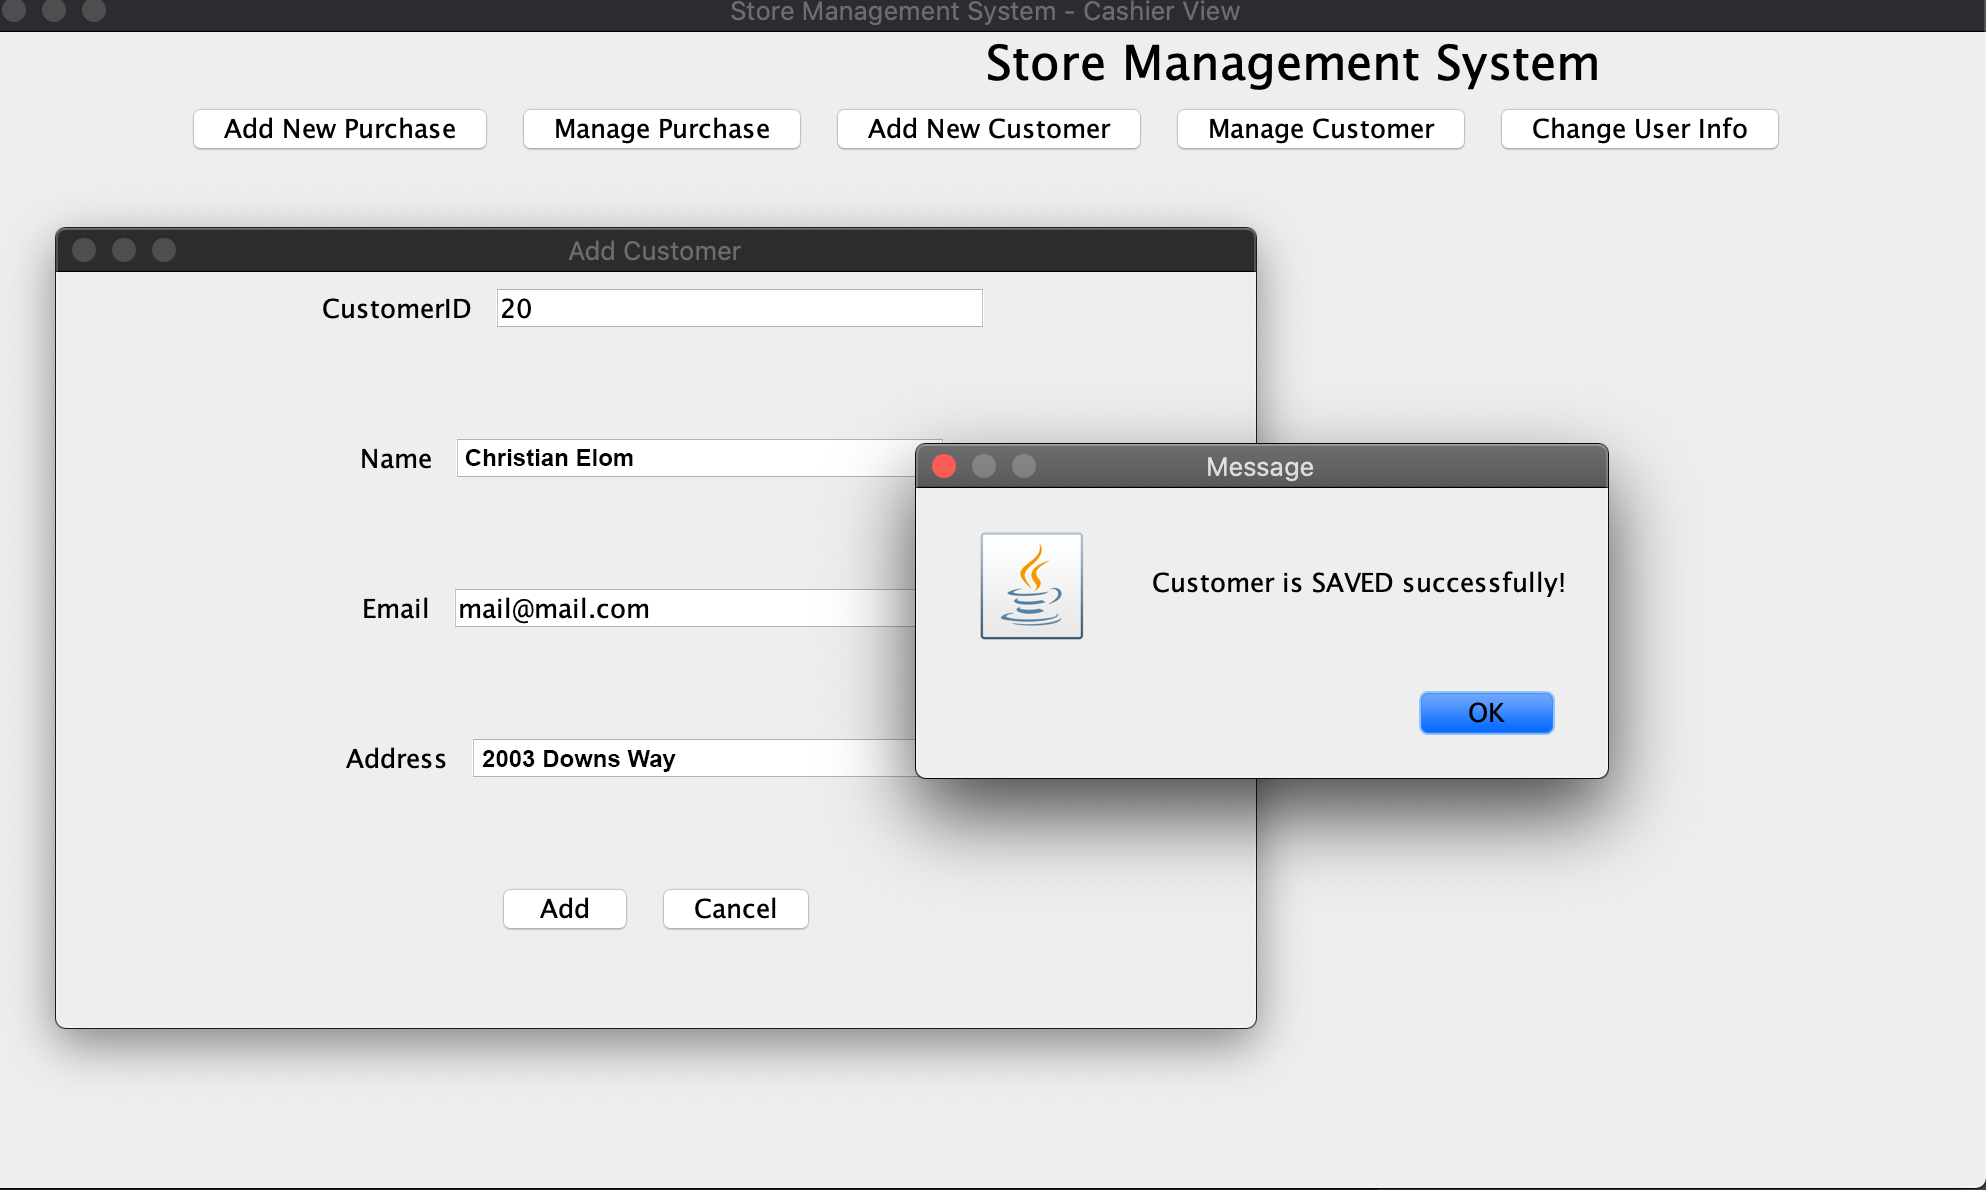 Store Management System - Cashier View
Store Management System
Add New Purchase Manage Purchase Add New Customer Manage Customer Change User Info
Add Customer
CustomerID 20
Name Christian Elom
Email mail@mail.com
Address 2003 Downs Way
Add Cancel
Message
Customer is SAVED successfully!
OK